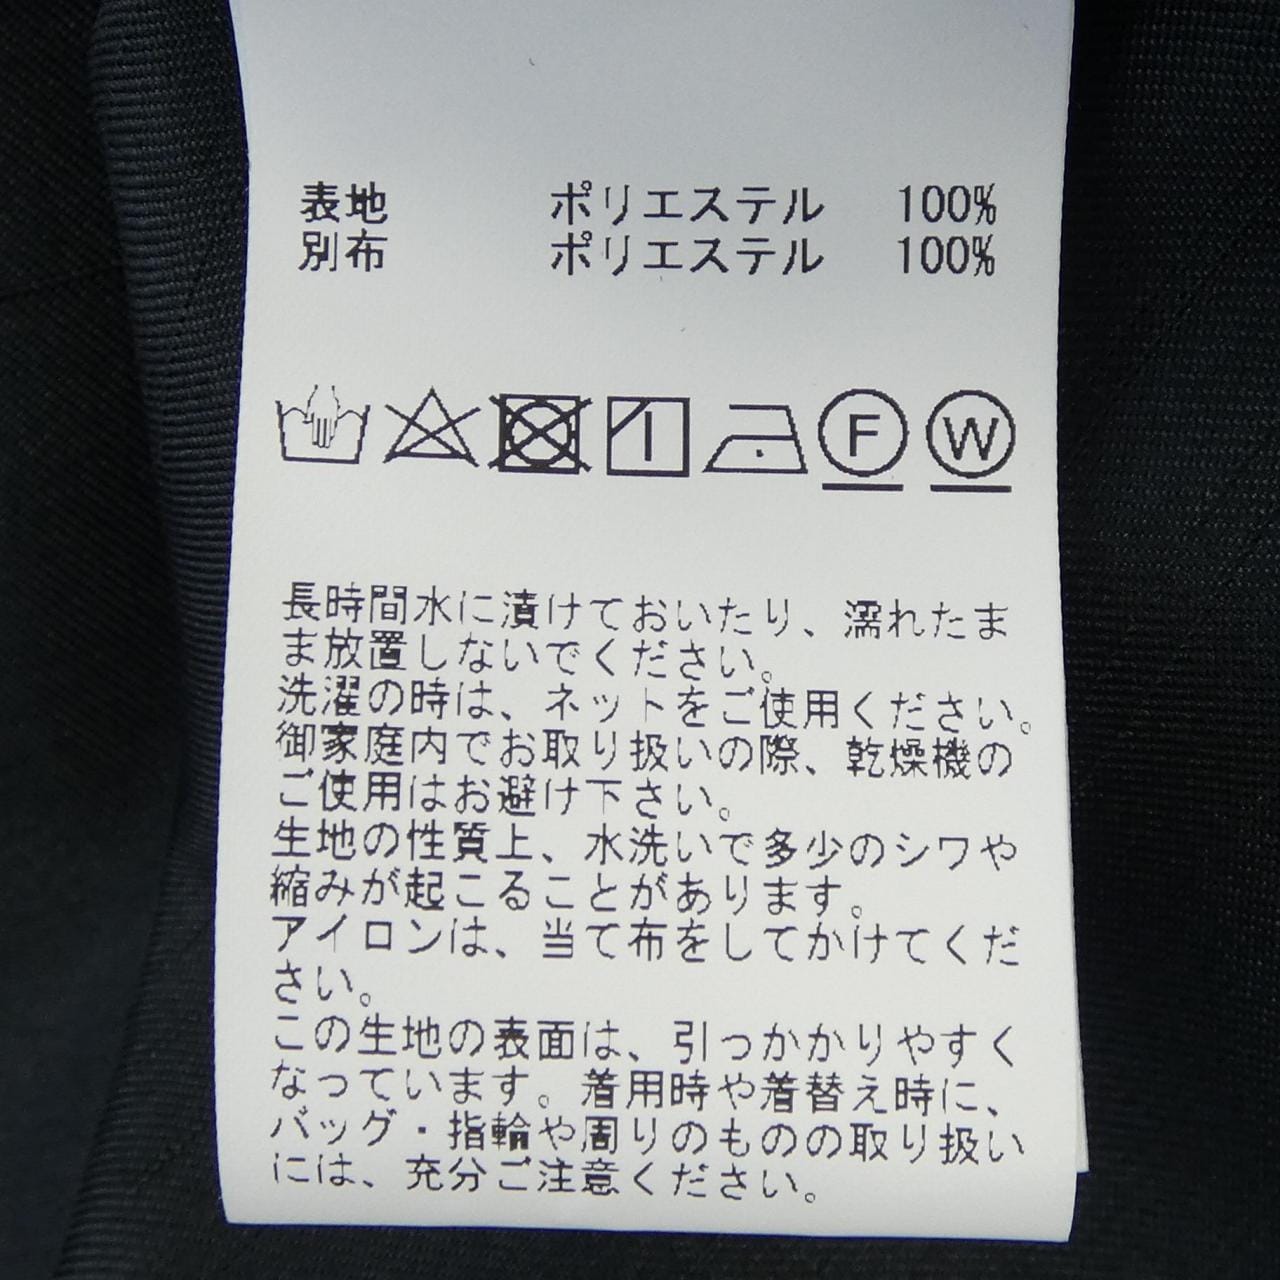 表地 ポリエステル 100%
別布 ポリエステル 100%
F W
長時間水に漬けておいたり、濡れたま
ま放置しないでください。
洗濯の時は、ネットをご使用ください。
御家庭内でお取り扱いの際、乾燥機の
ご使用はお避け下さい。
生地の性質上、水洗いで多少のシワや
縮みが起こることがあります。
アイロンは、当て布をしてかけてくだ
さい。
この生地の表面は、引っかかりやすく
なっています。着用時や着替え時に、
バッグ・指輪や周りのものの取り扱い
には、充分ご注意ください。